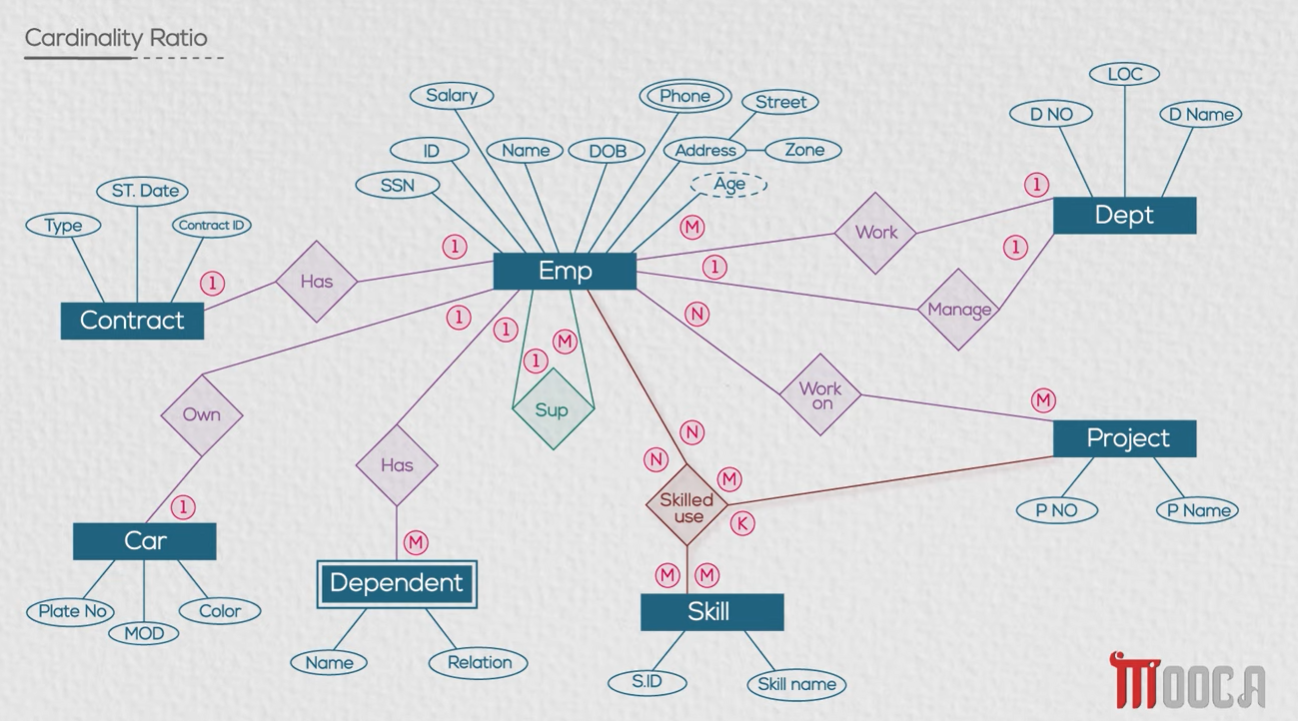 Cardinality Ratio
LOC
Salary
Phone
Street
D NO
D Name
ID
Name
DOB
Address
Zone
SSN
Age
ST. Date
Type
Contract ID
1
M
Work
1
Dept
1
1
Has
1
Emp
1
Manage
Contract
1
1
1
M
Sup
N
Work
on
M
Project
P NO
P Name
Own
1
Car
Plate No
MOD
Color
Has
M
Dependent
Name
Relation
N
N
M
Skilled
use
K
M
M
Skill
S.ID
Skill name
MOOCA